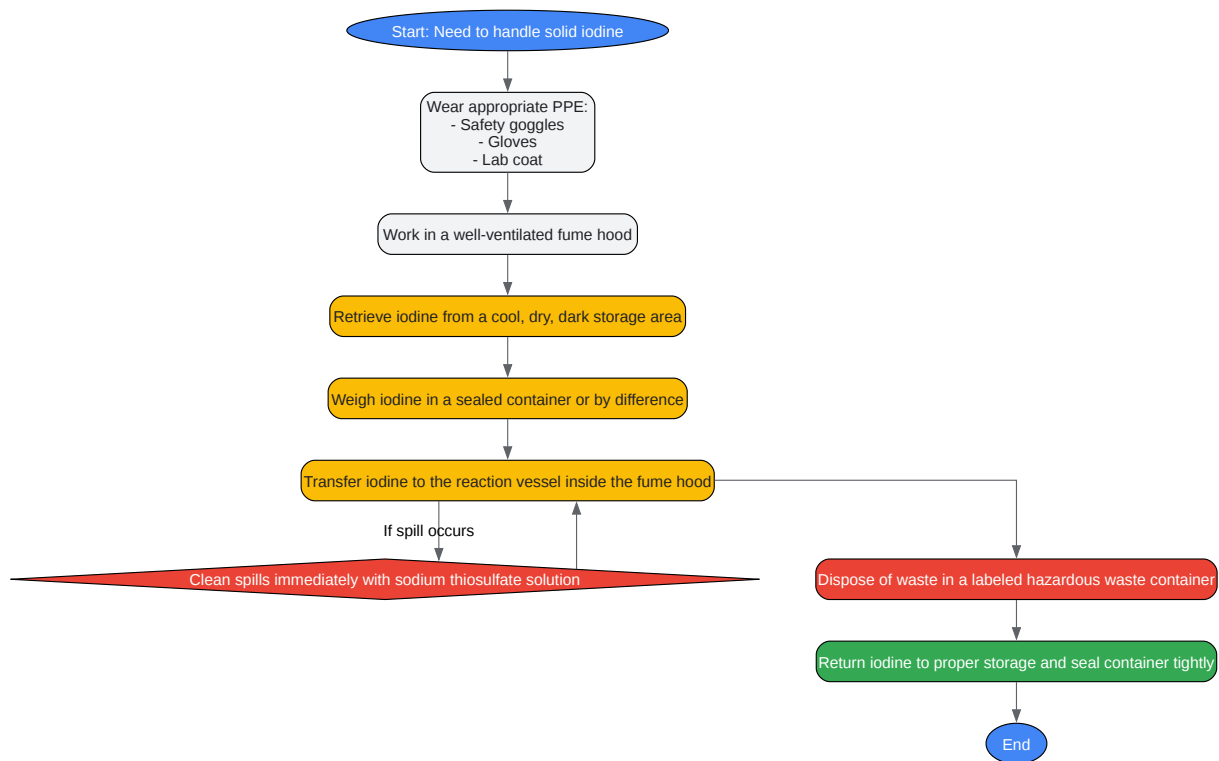 Start: Need to handle solid iodine
Wear appropriate PPE:
- Safety goggles
- Gloves
- Lab coat
Work in a well-ventilated fume hood
Retrieve iodine from a cool, dry, dark storage area
Weigh iodine in a sealed container or by difference
Transfer iodine to the reaction vessel inside the fume hood
If spill occurs
Clean spills immediately with sodium thiosulfate solution
Dispose of waste in a labeled hazardous waste container
Return iodine to proper storage and seal container tightly
End